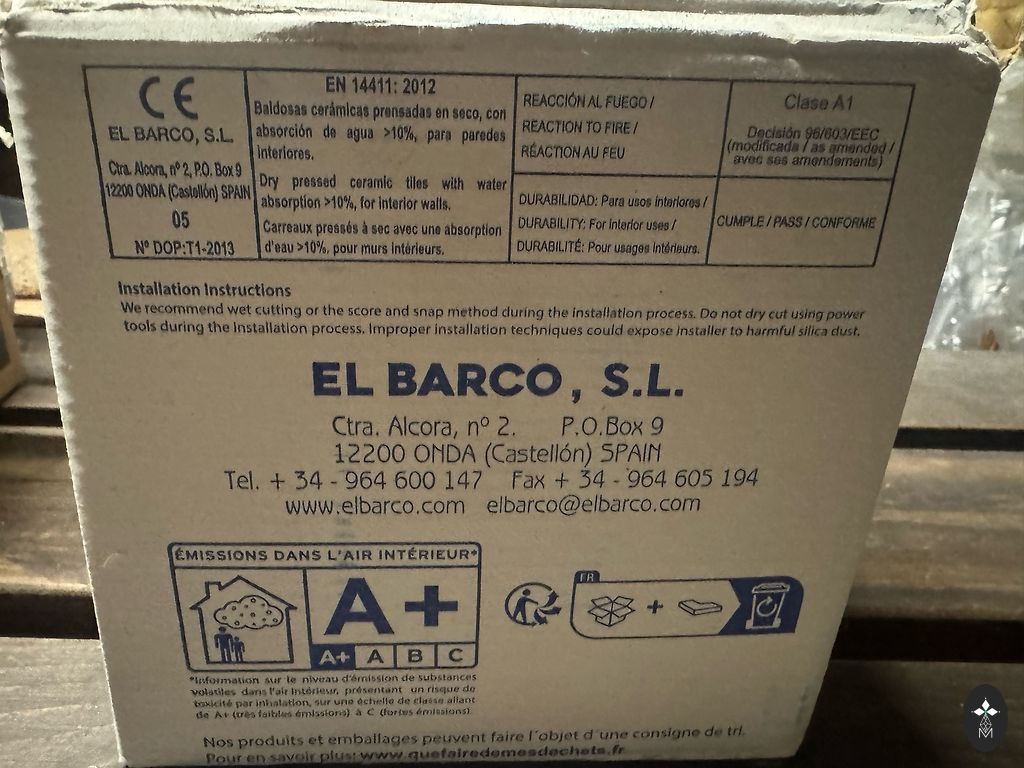 CE
EL BARCO, S.L.
Ctra. Alcora, nº 2, P.O. Box 9
12200 ONDA (Castellón) SPAIN
05
Nº DOP:T1-2013
EN 14411: 2012
Baldosas cerámicas prensadas en seco, con
absorción de agua >10%, para paredes
interiores.
Dry pressed ceramic tiles with water
absorption >10%, for interior walls.
Carreaux pressés à sec avec une absorption
d'eau >10%, pour murs intérieurs.
REACCIÓN AL FUEGO /
REACTION TO FIRE /
RÉACTION AU FEU
Clase A1
Decisión 96/603/EEC
(modificada / as amended /
avec ses amendements)
DURABILIDAD: Para usos interiores /
DURABILITY: For interior uses /
DURABILITÉ: Pour usages intérieurs.
CUMPLE / PASS / CONFORME
Installation Instructions
We recommend wet cutting or the score and snap method during the installation process. Do not dry cut using power
tools during the installation process. Improper installation techniques could expose installer to harmful silica dust.
EL BARCO, S.L.
Ctra. Alcora, nº 2. P.O.Box 9
12200 ONDA (Castellón) SPAIN
Tel. + 34 - 964 600 147 Fax + 34 - 964 605 194
www.elbarco.com elbarco@elbarco.com
ÉMISSIONS DANS L'AIR INTÉRIEUR*
A+
A+ A B C
*Information sur le niveau d'émission de substances
volatiles dans l'air intérieur, présentant un risque de
toxicité par inhalation, sur une échelle de classe allant
de A+ (très faibles émissions) à C (fortes émissions).
FR
+
Nos produits et emballages peuvent faire l'objet d'une consigne de tri.
Pour en savoir plus: www.quefairedemesdechets.fr
M